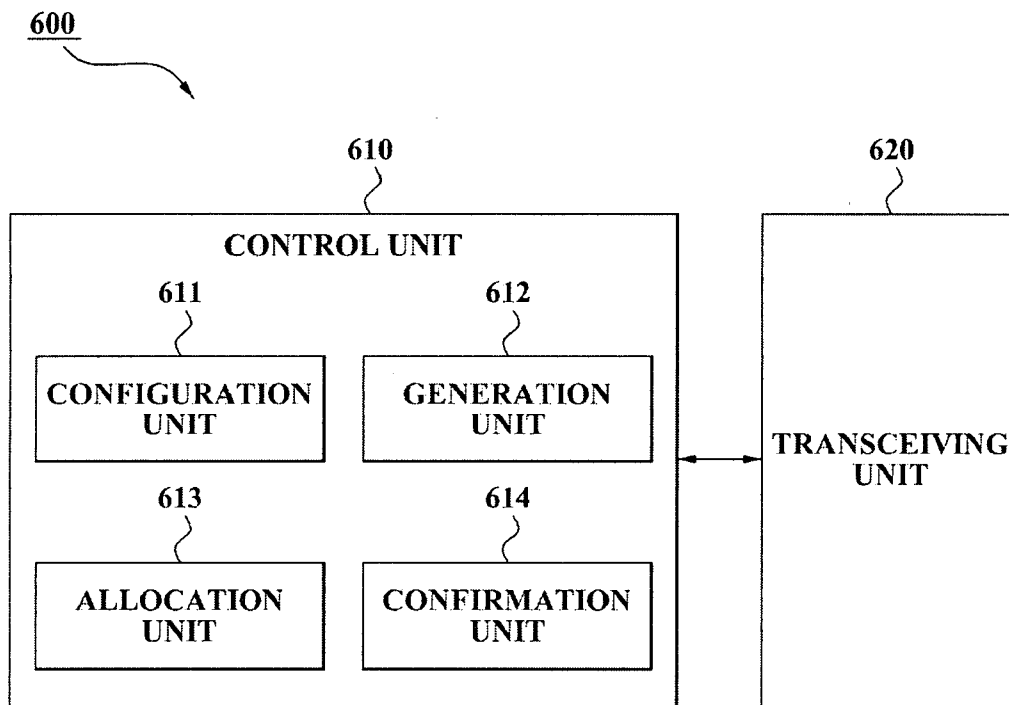 600
610
620
CONTROL UNIT
611
612
CONFIGURATION
UNIT
GENERATION
UNIT
TRANSCEIVING
UNIT
613
614
ALLOCATION
UNIT
CONFIRMATION
UNIT